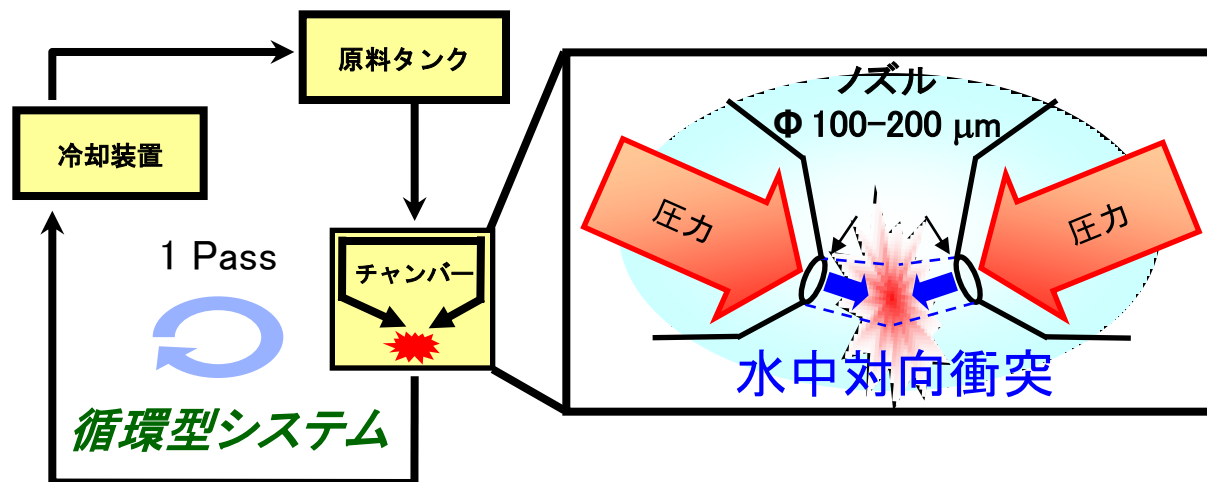 原料タンク
冷却装置
チャンバー
1 Pass
循環型システム
ノズル
Φ 100-200 μm
圧力
圧力
水中対向衝突